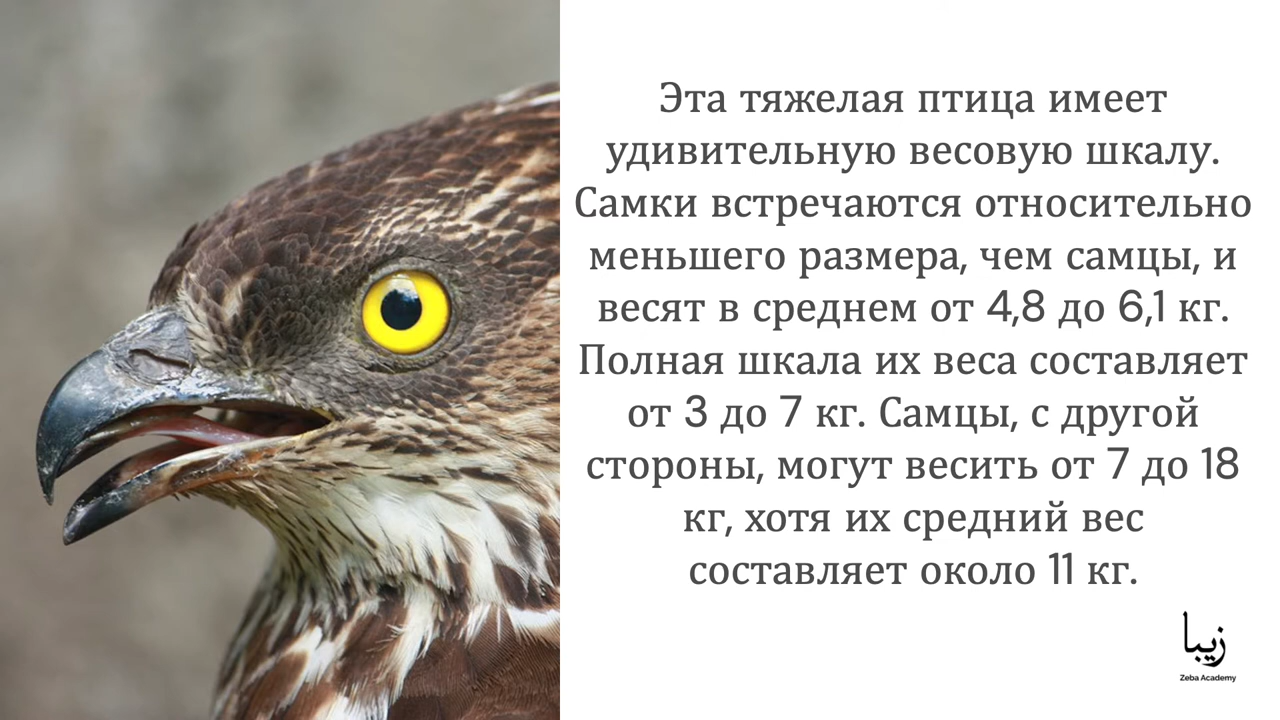 Эта тяжелая птица имеет
удивительную весовую шкалу.
Самки встречаются относительно
меньшего размера, чем самцы, и
весят в среднем от 4,8 до 6,1 кг.
Полная шкала их веса составляет
от 3 до 7 кг. Самцы, с другой
стороны, могут весить от 7 до 18
кг, хотя их средний вес
составляет около 11 кг.
زيبا
Zeba Academy